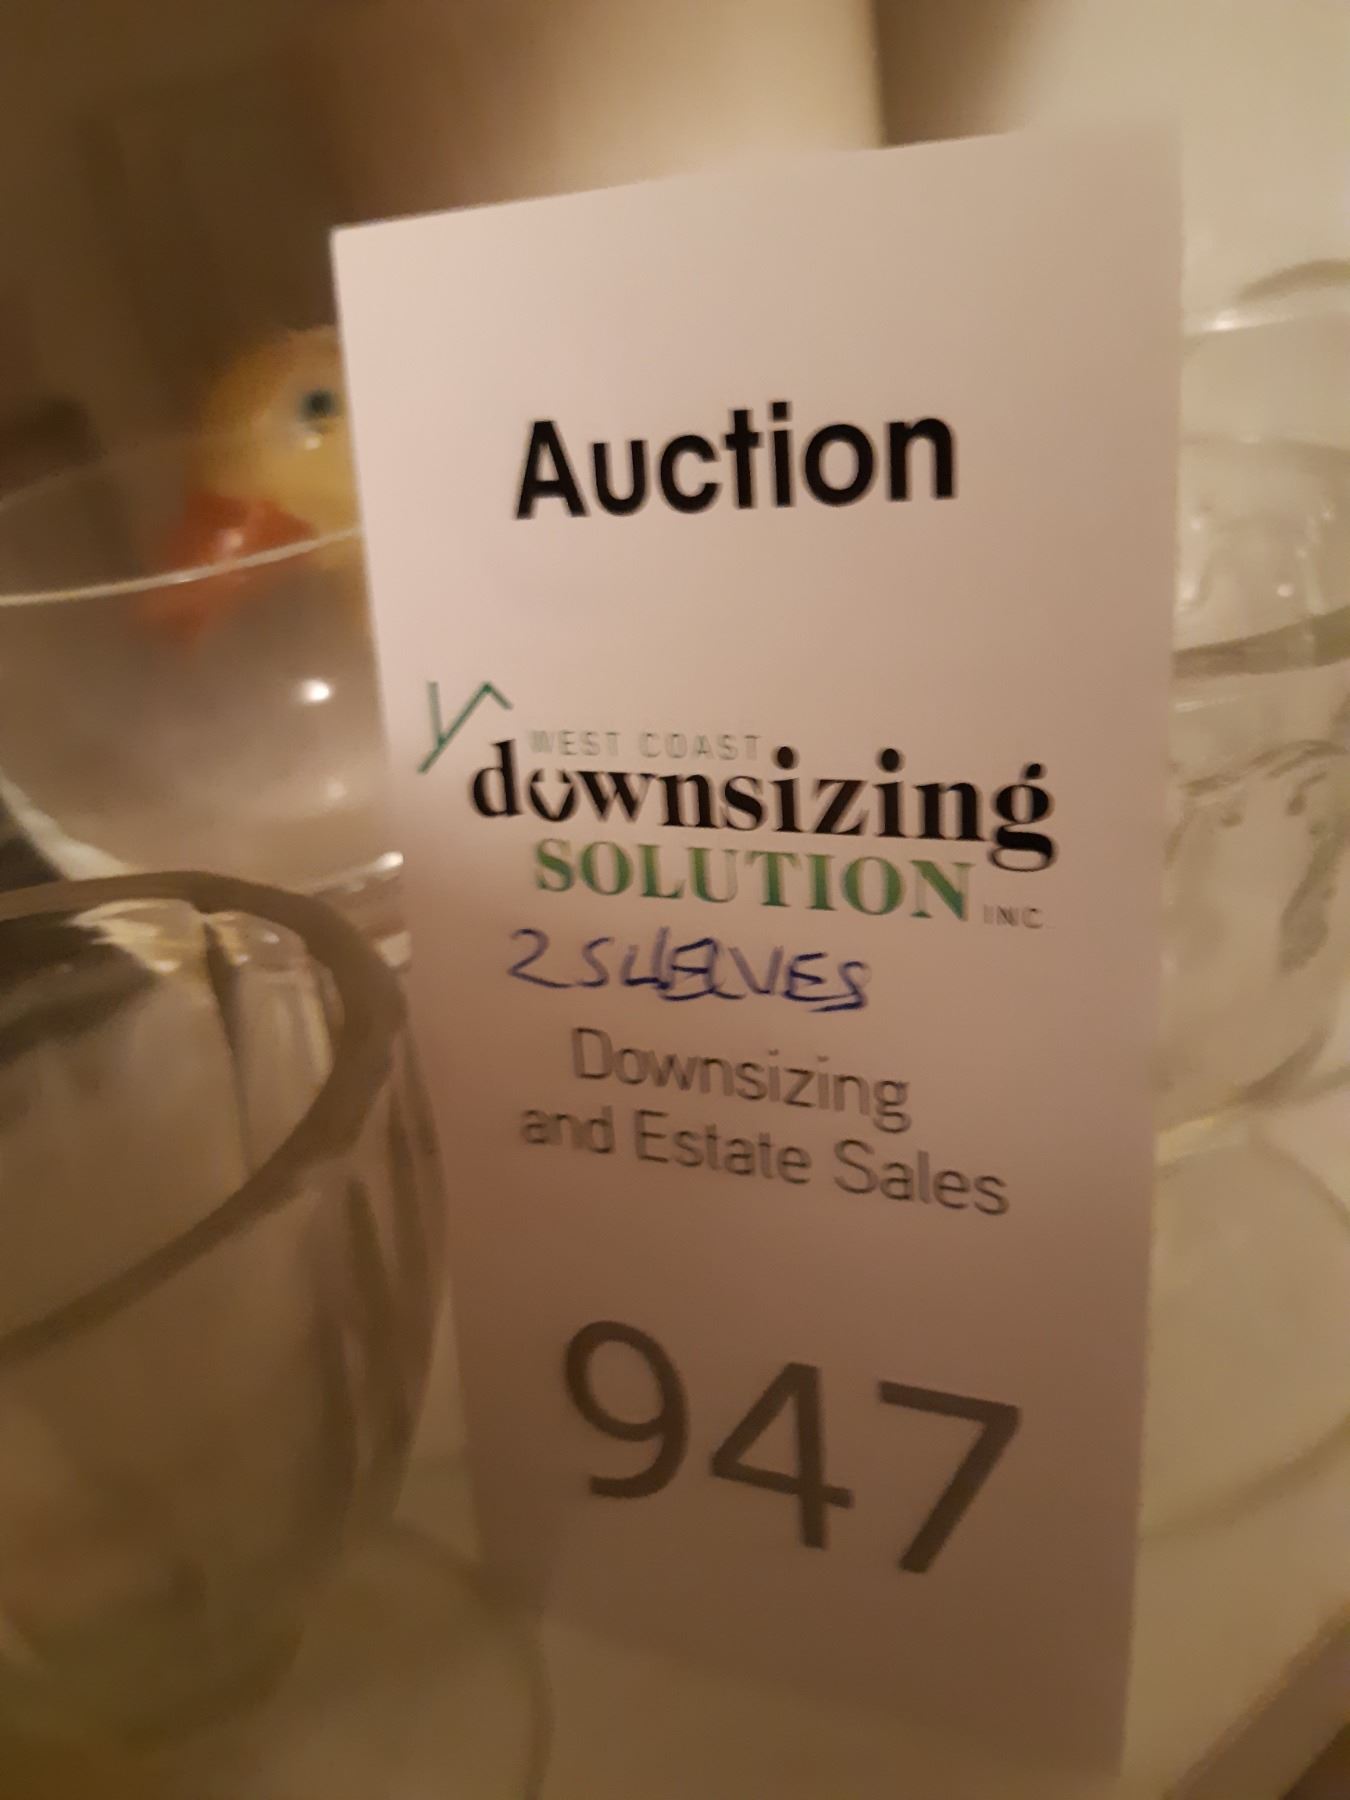 Auction
WEST COAST
downsizing
SOLUTION INC
2 SHELVES
Downsizing
and Estate Sales
947